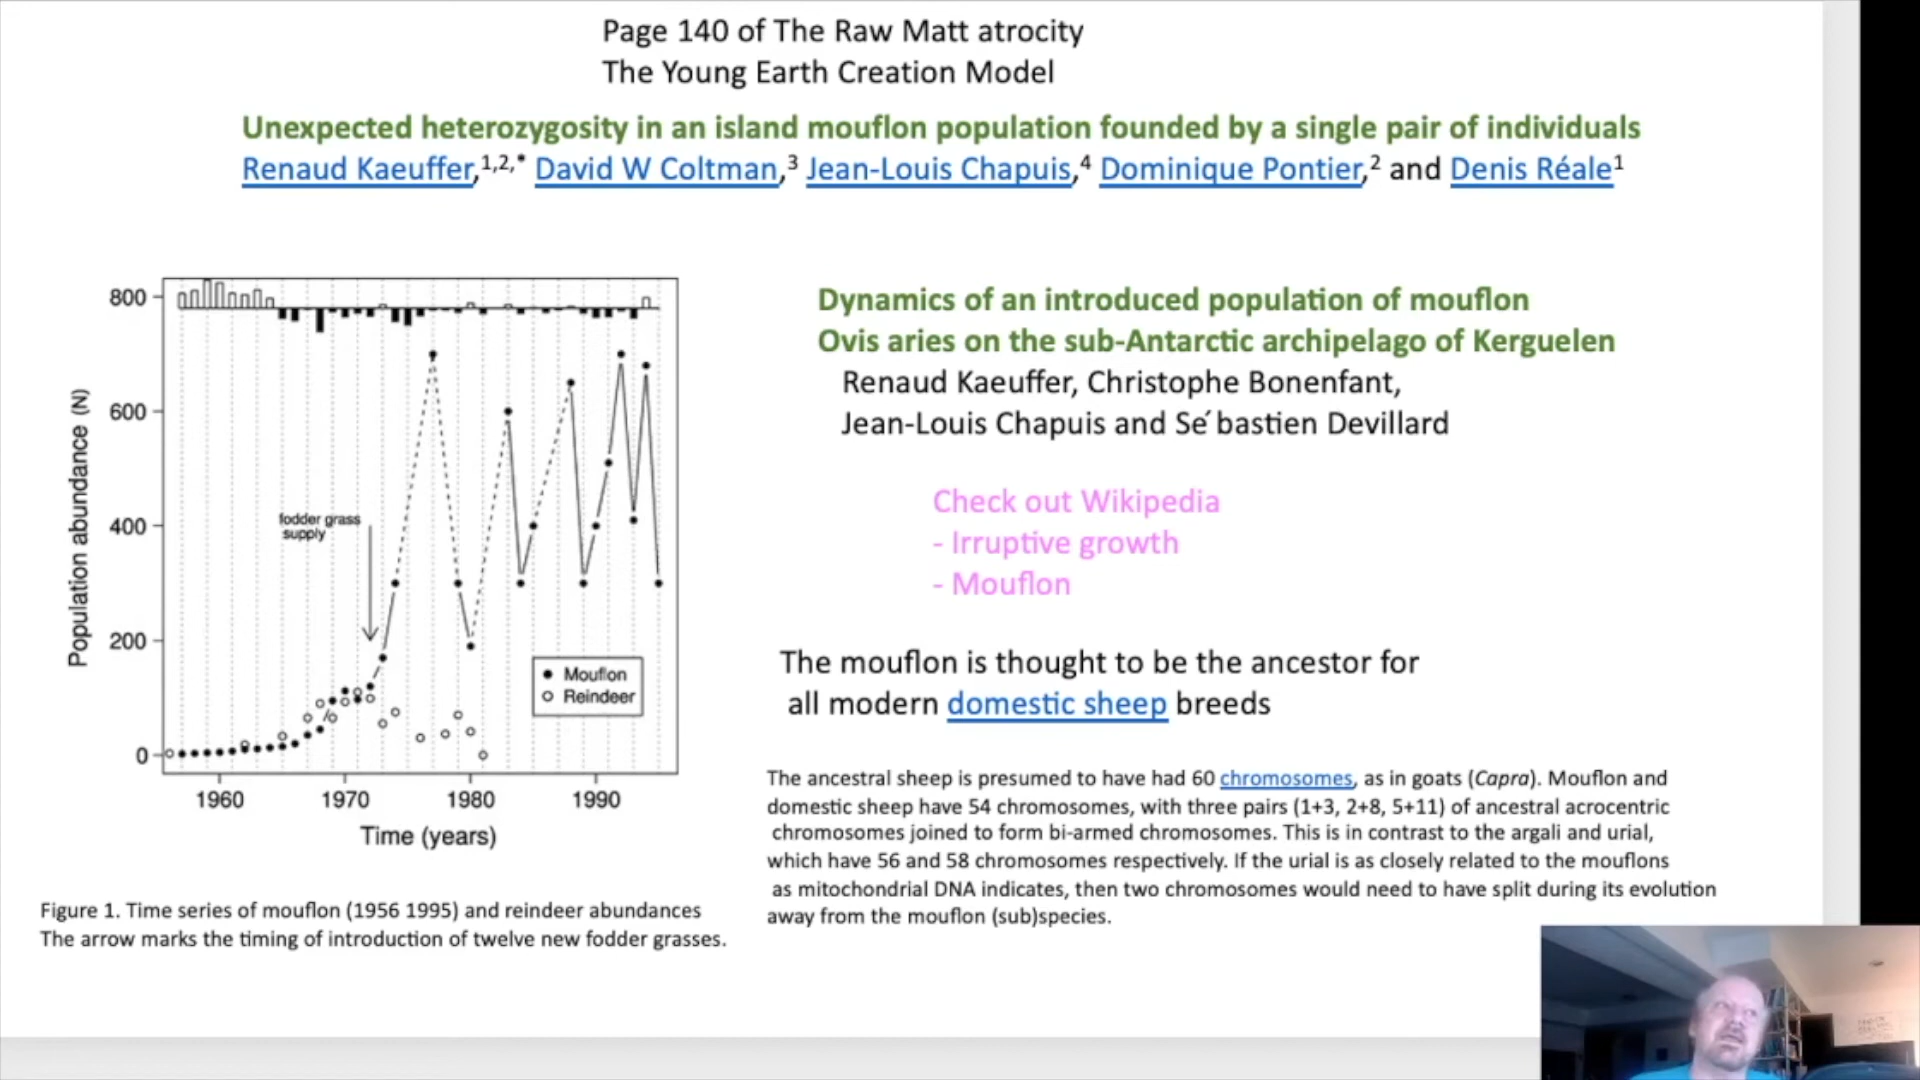 Page 140 of The Raw Matt atrocity
The Young Earth Creation Model
Unexpected heterozygosity in an island mouflon population founded by a single pair of individuals
Renaud Kaeuffer,1,2,* David W Coltman,3 Jean-Louis Chapuis,4 Dominique Pontier,2 and Denis Réale1
Dynamics of an introduced population of mouflon
Ovis aries on the sub-Antarctic archipelago of Kerguelen
Renaud Kaeuffer, Christophe Bonenfant,
Jean-Louis Chapuis and Se´bastien Devillard
Check out Wikipedia
- Irruptive growth
- Mouflon
The mouflon is thought to be the ancestor for
all modern domestic sheep breeds
The ancestral sheep is presumed to have had 60 chromosomes, as in goats (Capra). Mouflon and
domestic sheep have 54 chromosomes, with three pairs (1+3, 2+8, 5+11) of ancestral acrocentric
chromosomes joined to form bi-armed chromosomes. This is in contrast to the argali and urial,
which have 56 and 58 chromosomes respectively. If the urial is as closely related to the mouflons
as mitochondrial DNA indicates, then two chromosomes would need to have split during its evolution
away from the mouflon (sub)species.
Population abundance (N)
800
600
400
200
0
fodder grass
supply
Mouflon
Reindeer
1960 1970 1980 1990
Time (years)
Figure 1. Time series of mouflon (1956 1995) and reindeer abundances
The arrow marks the timing of introduction of twelve new fodder grasses.